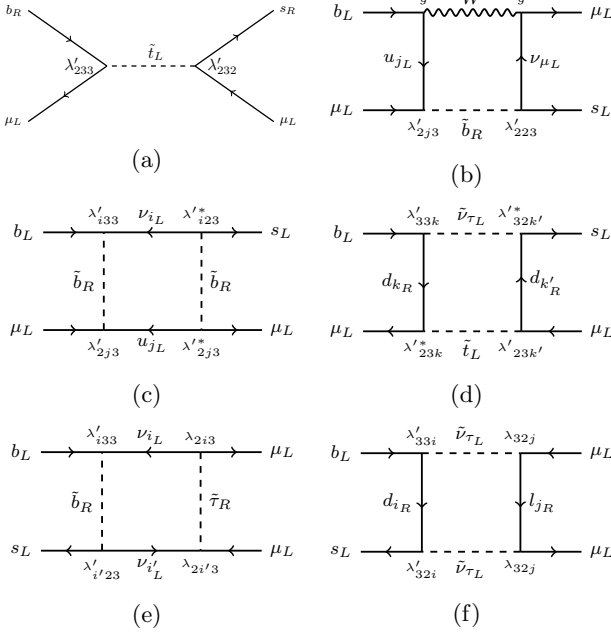 b_R s_R
λ′_233 t̃_L λ′_232
μ_L μ_L
(a)
g W g
b_L μ_L
u_{j_L} ν_{μ_L}
μ_L s_L
λ′_2j3 b̃_R λ′_223
(b)
λ′_i33 ν_{i_L} λ′*_i23
b_L s_L
b̃_R b̃_R
μ_L μ_L
λ′_2j3 u_{j_L} λ′*_2j3
(c)
λ′_33k ν̃_{τ_L} λ′*_32k′
b_L s_L
d_{k_R} d_{k′_R}
μ_L μ_L
λ′*_23k t̃_L λ′_23k′
(d)
λ′_i33 ν_{i_L} λ_2i3
b_L μ_L
b̃_R τ̃_R
s_L μ_L
λ′_i′23 ν_{i′_L} λ_2i′3
(e)
λ′_33i ν̃_{τ_L} λ_32j
b_L μ_L
d_{i_R} l_{j_R}
s_L μ_L
λ′_32i ν̃_{τ_L} λ_32j
(f)